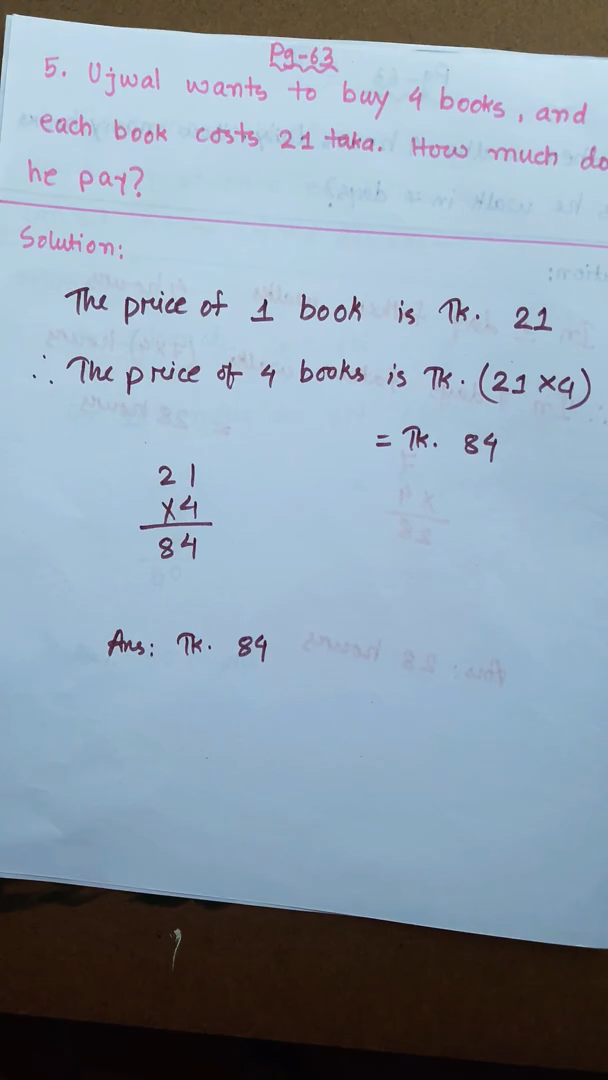 Pg-63
5. Ujwal wants to buy 4 books, and
each book costs 21 taka. How much do
he pay?
Solution:
The price of 1 book is Tk. 21
∴ The price of 4 books is Tk. (21 ×4)
= Tk. 84
21
×4
84
Ans: Tk. 84